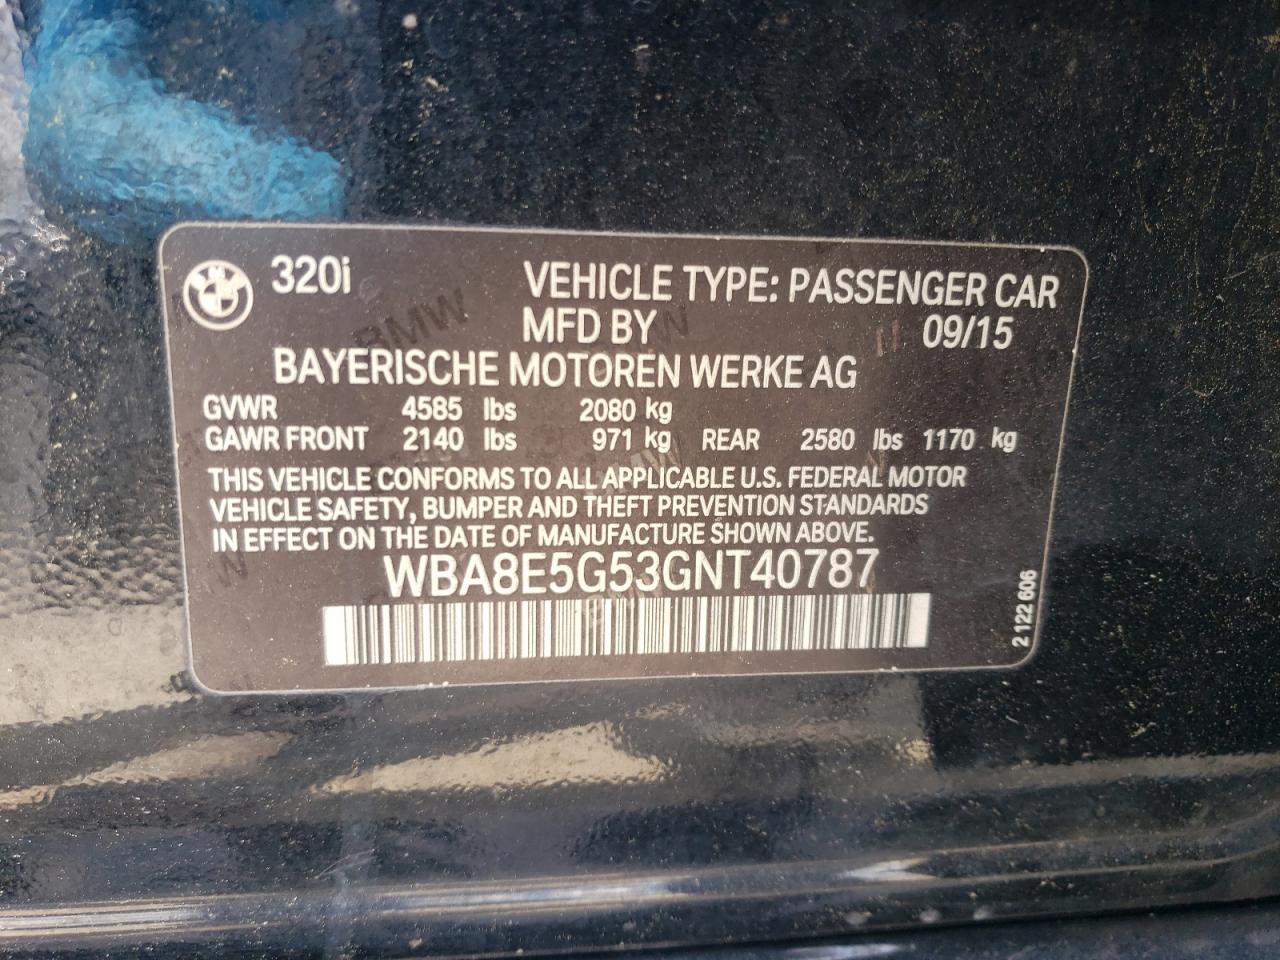 320i VEHICLE TYPE: PASSENGER CAR
MFD BY 09/15
BAYERISCHE MOTOREN WERKE AG
GVWR 4585 lbs 2080 kg
GAWR FRONT 2140 lbs 971 kg REAR 2580 lbs 1170 kg
THIS VEHICLE CONFORMS TO ALL APPLICABLE U.S. FEDERAL MOTOR
VEHICLE SAFETY, BUMPER AND THEFT PREVENTION STANDARDS
IN EFFECT ON THE DATE OF MANUFACTURE SHOWN ABOVE.
WBA8E5G53GNT40787
2 122 606